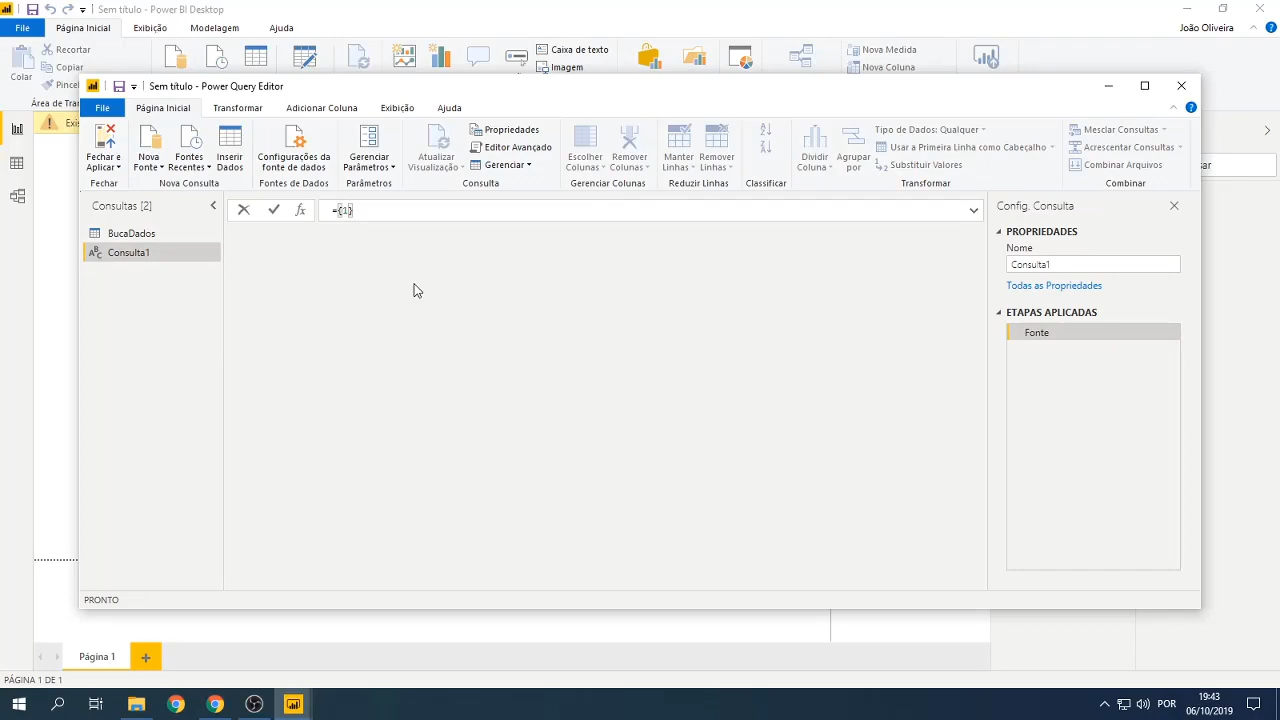 Sem título - Power BI Desktop
File Página Inicial Exibição Modelagem Ajuda João Oliveira
Colar Recortar Copiar Pincel Caixa de texto Imagem Nova Medida Nova Coluna
Sem título - Power Query Editor
File Página Inicial Transformar Adicionar Coluna Exibição Ajuda
Fechar e Aplicar
Nova Fonte
Fontes Recentes
Inserir Dados
Configurações da fonte de dados
Gerenciar Parâmetros
Atualizar Visualização
Propriedades
Editor Avançado
Gerenciar
Escolher Colunas
Remover Colunas
Manter Linhas
Remover Linhas
Dividir Coluna
Agrupar por
Tipo de Dados: Qualquer
Usar a Primeira Linha como Cabeçalho
Substituir Valores
Mesclar Consultas
Acrescentar Consultas
Combinar Arquivos
Fechar Nova Consulta Fontes de Dados Parâmetros Consulta Gerenciar Colunas Reduzir Linhas Classificar Transformar Combinar
Consultas [2]
BucaDados
Consulta1
={1}
Config. Consulta
PROPRIEDADES
Nome
Consulta1
Todas as Propriedades
ETAPAS APLICADAS
Fonte
PRONTO
Página 1
PÁGINA 1 DE 1
POR
19:43
06/10/2019